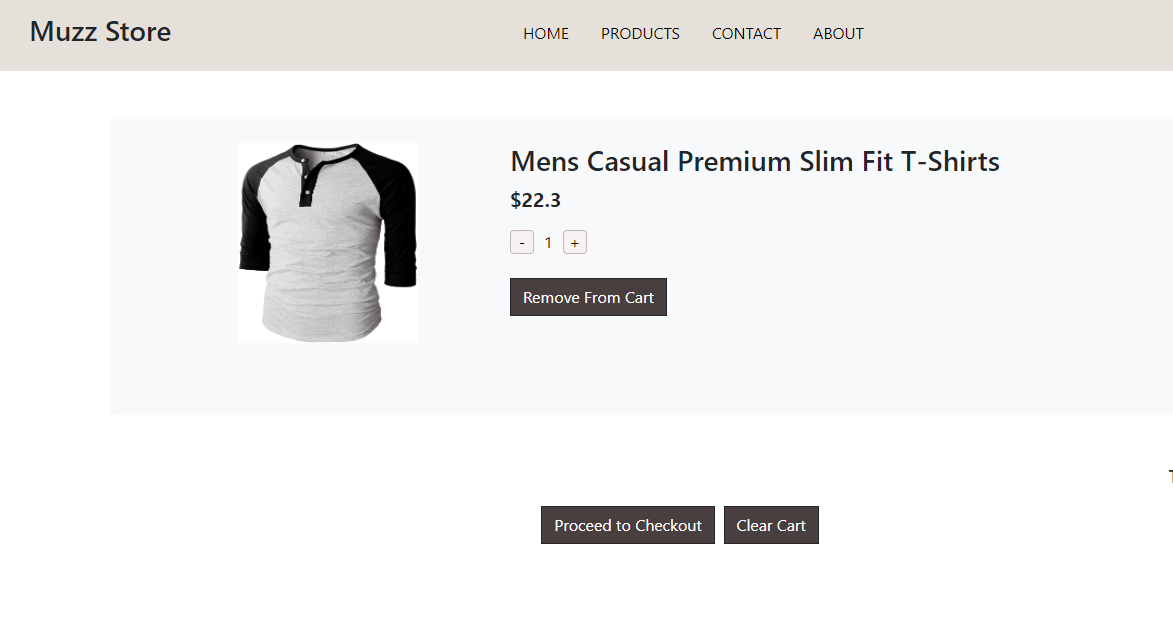 Muzz Store
HOME PRODUCTS CONTACT ABOUT
Mens Casual Premium Slim Fit T-Shirts
$22.3
- 1 +
Remove From Cart
Proceed to Checkout Clear Cart